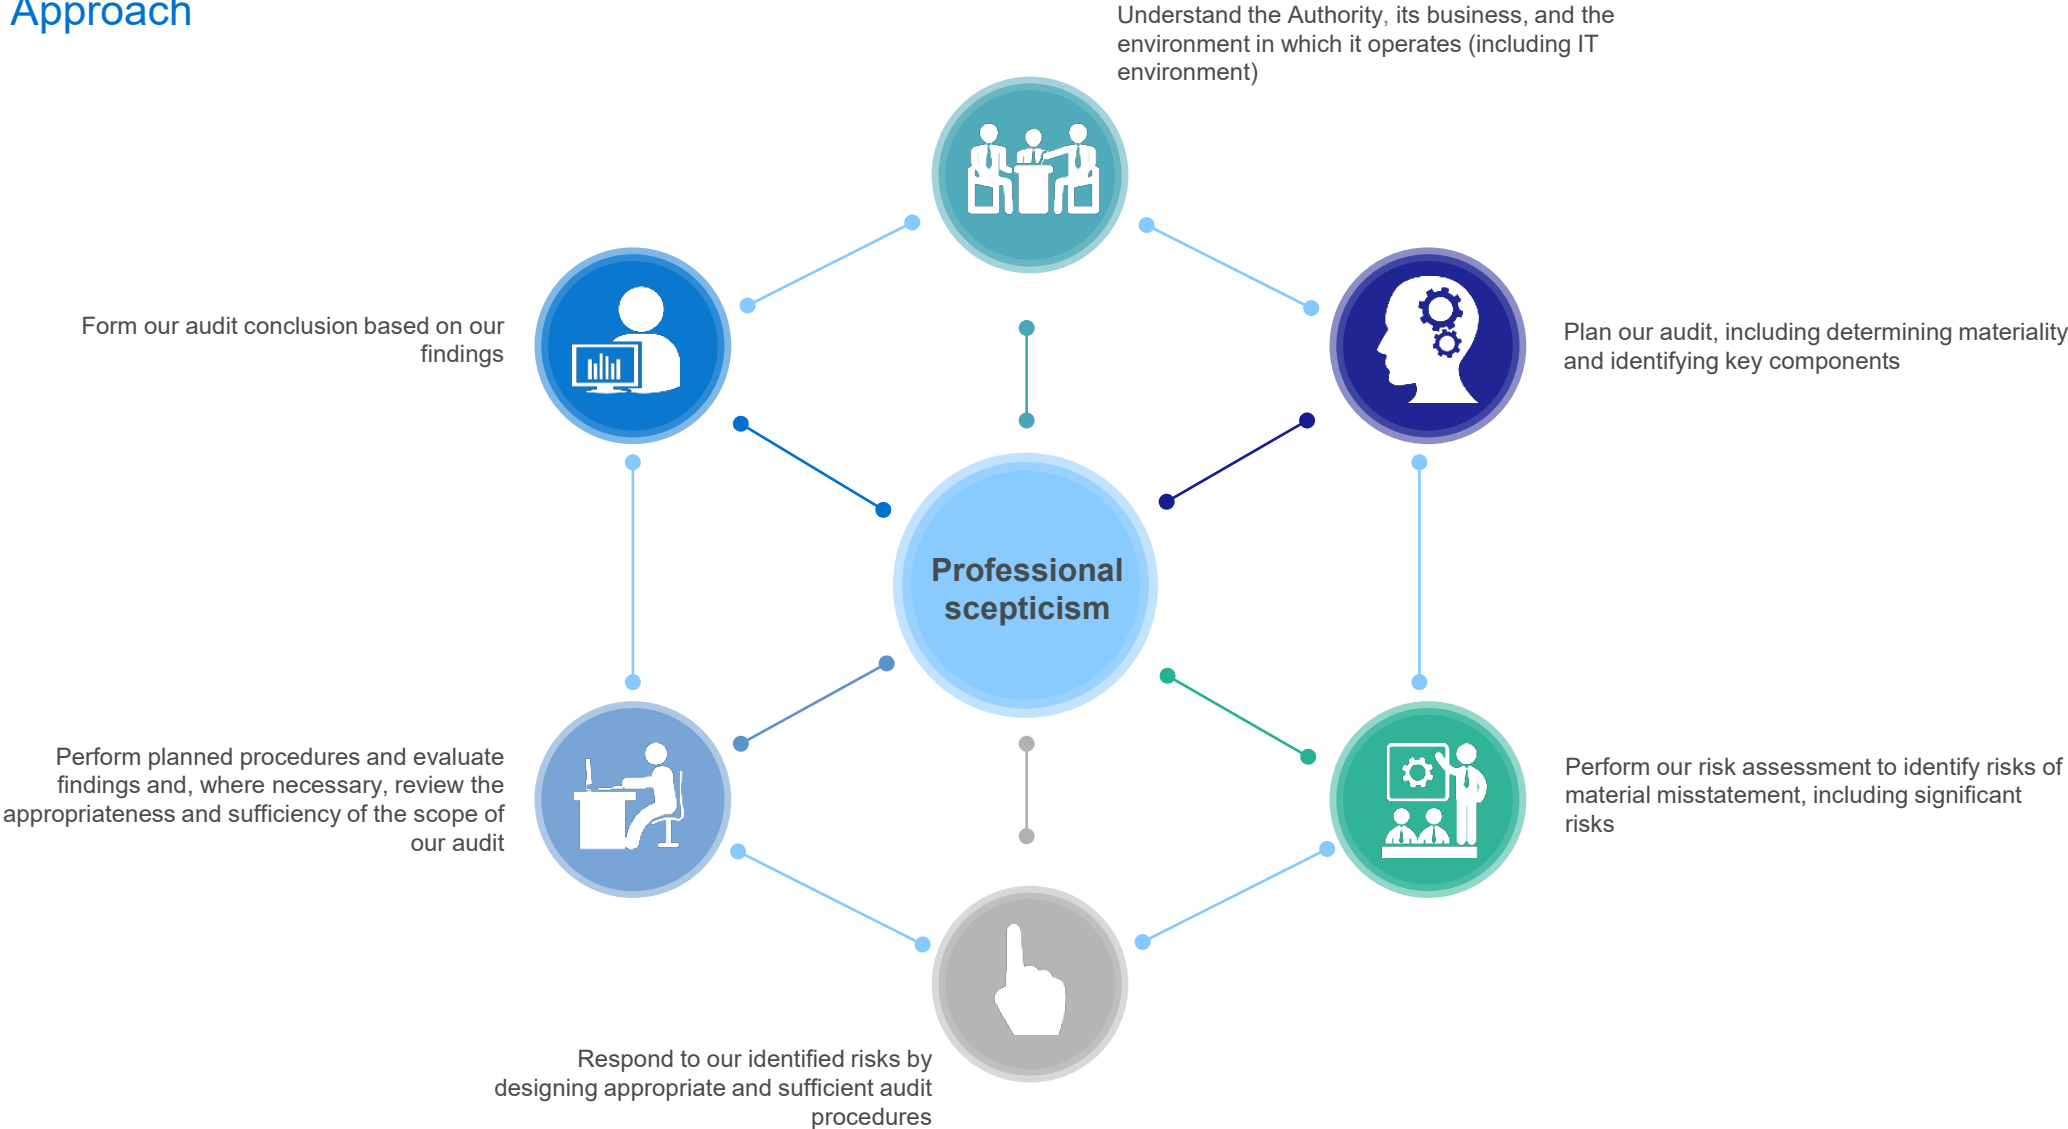 Approach
Understand the Authority, its business, and the
environment in which it operates (including IT
environment)
Plan our audit, including determining materiality
and identifying key components
Perform our risk assessment to identify risks of
material misstatement, including significant
risks
Respond to our identified risks by
designing appropriate and sufficient audit
procedures
Perform planned procedures and evaluate
findings and, where necessary, review the
appropriateness and sufficiency of the scope of
our audit
Form our audit conclusion based on our
findings
Professional
scepticism